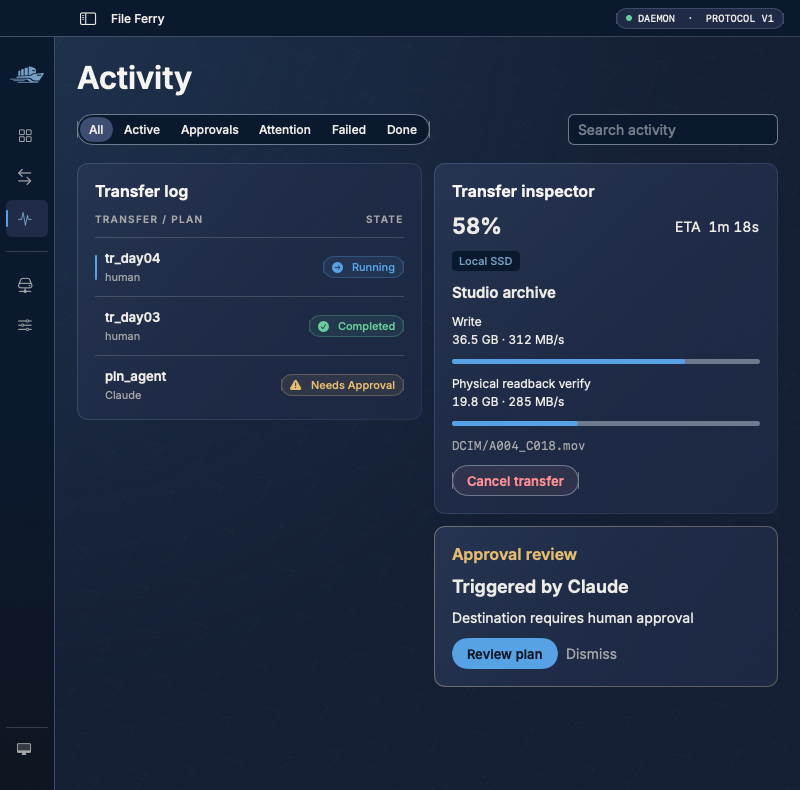 File Ferry
DAEMON · PROTOCOL V1
Activity
All Active Approvals Attention Failed Done
Search activity
Transfer log
TRANSFER / PLAN STATE
tr_day04
human
Running
tr_day03
human
Completed
pln_agent
Claude
Needs Approval
Transfer inspector
58% ETA 1m 18s
Local SSD
Studio archive
Write
36.5 GB · 312 MB/s
Physical readback verify
19.8 GB · 285 MB/s
DCIM/A004_C018.mov
Cancel transfer
Approval review
Triggered by Claude
Destination requires human approval
Review plan Dismiss